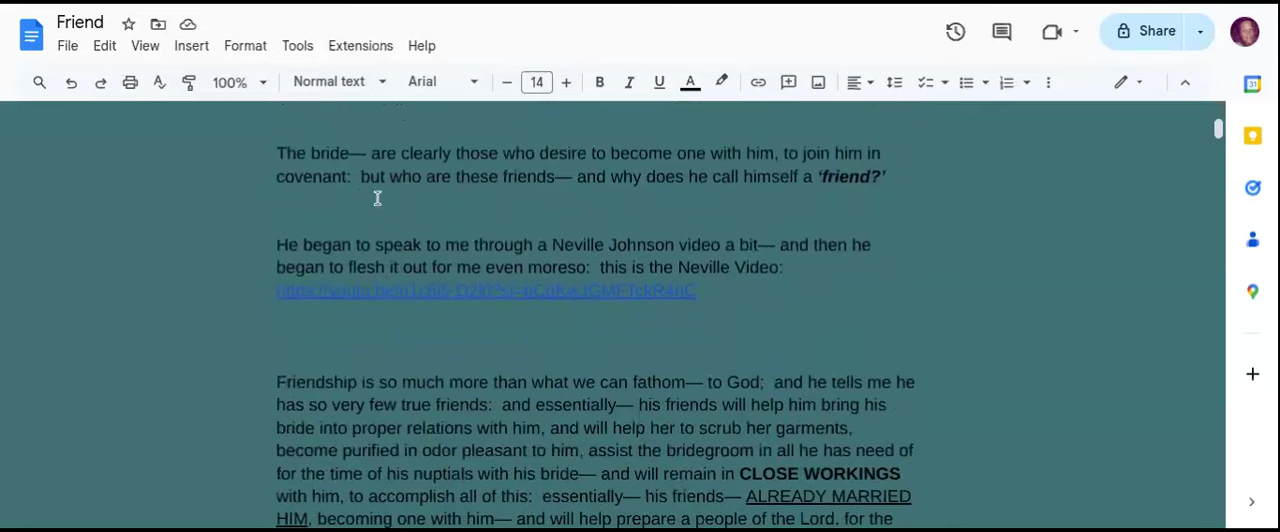 Friend
File Edit View Insert Format Tools Extensions Help
Share
100% Normal text Arial 14 B I U A
31
The bride— are clearly those who desire to become one with him, to join him in
covenant:  but who are these friends— and why does he call himself a ‘friend?’
He began to speak to me through a Neville Johnson video a bit— and then he
began to flesh it out for me even moreso:  this is the Neville Video:
Friendship is so much more than what we can fathom— to God;  and he tells me he
has so very few true friends:  and essentially— his friends will help him bring his
bride into proper relations with him, and will help her to scrub her garments,
become purified in odor pleasant to him, assist the bridegroom in all he has need of
for the time of his nuptials with his bride— and will remain in CLOSE WORKINGS
with him, to accomplish all of this:  essentially— his friends— ALREADY MARRIED
HIM, becoming one with him— and will help prepare a people of the Lord, for the